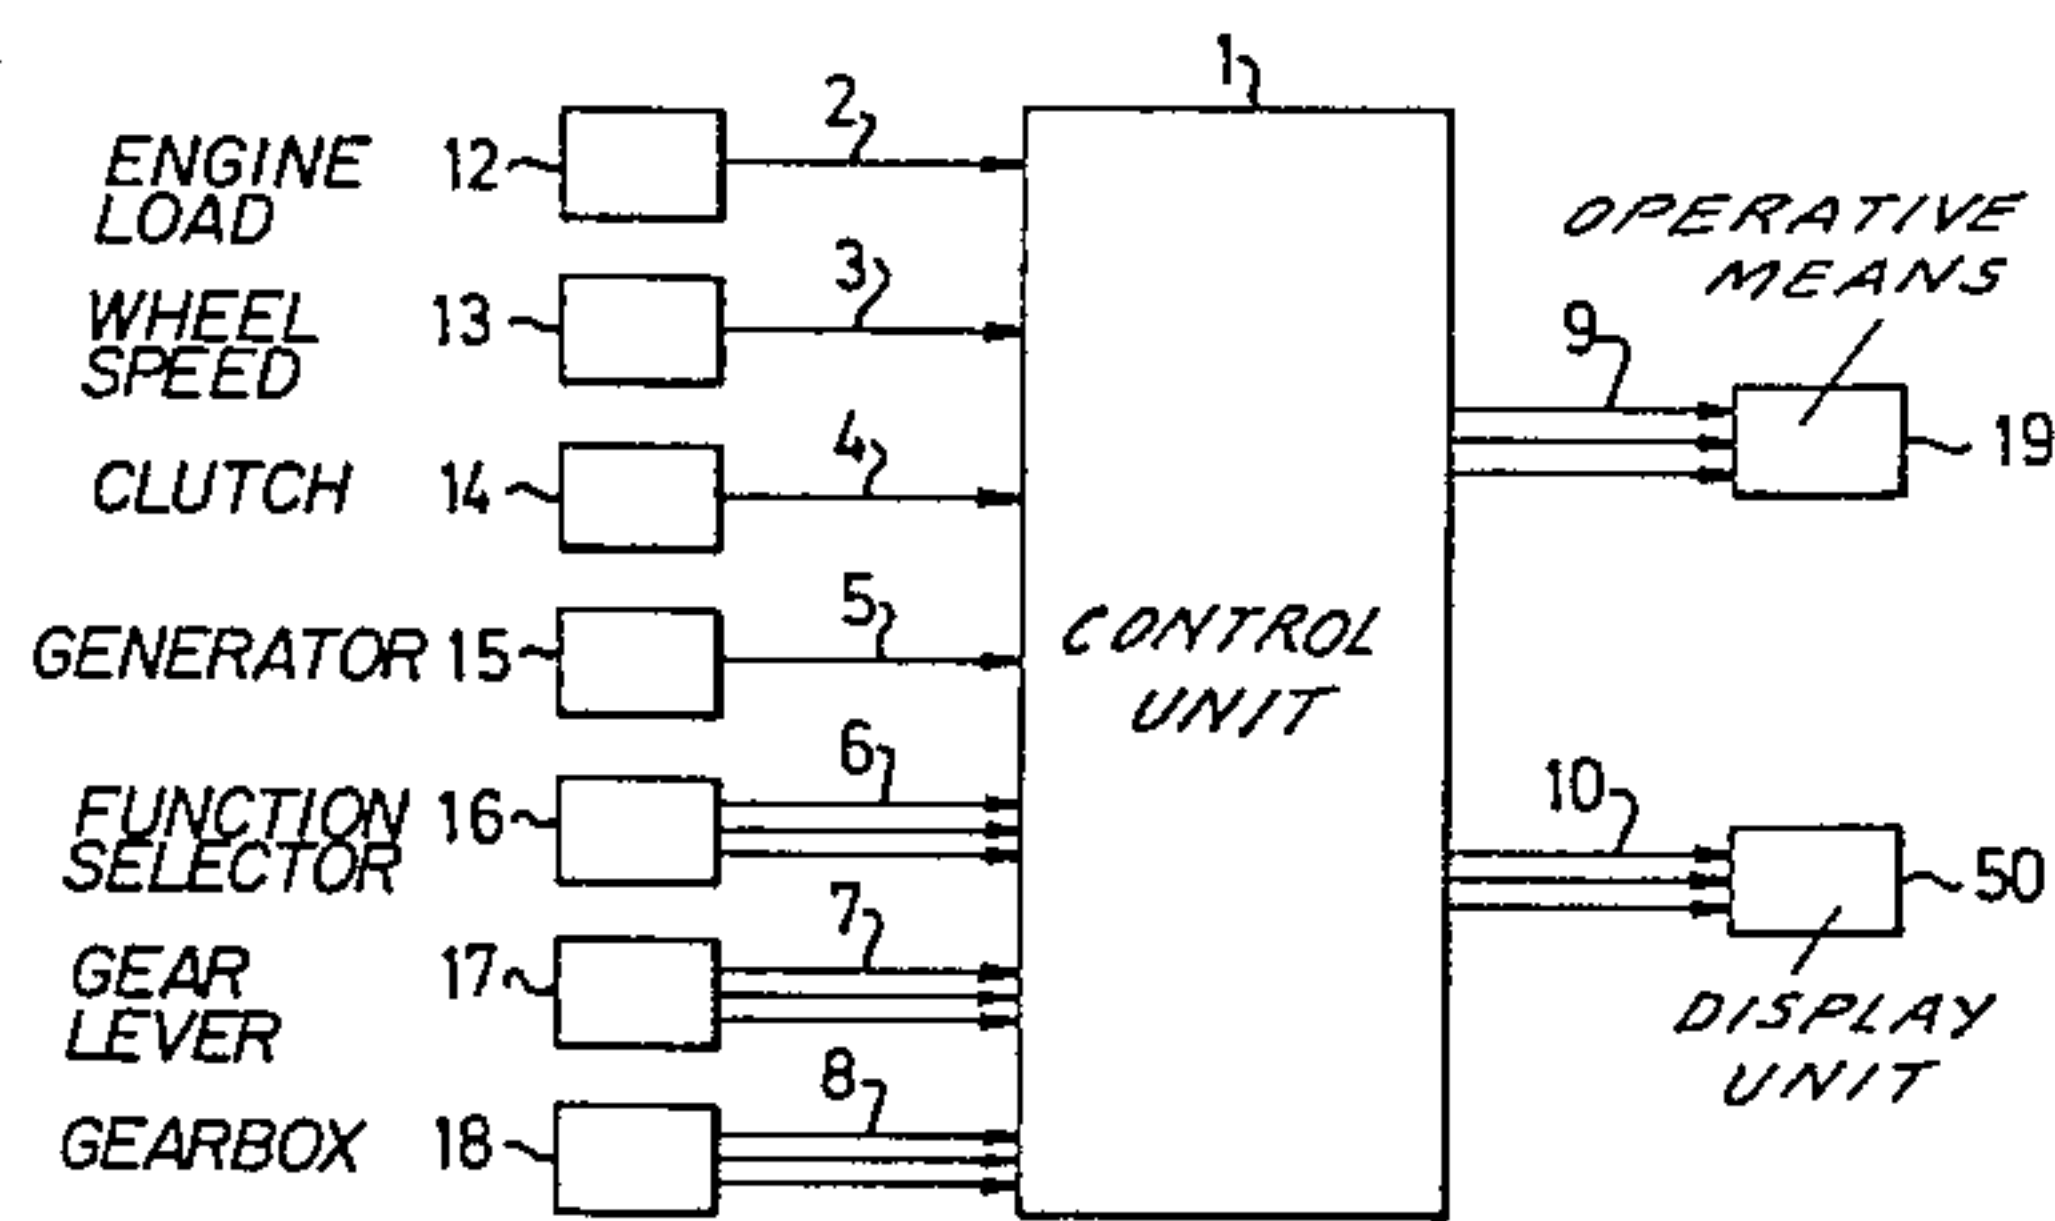 1
2
ENGINE
LOAD
12
3
WHEEL
SPEED
13
4
CLUTCH
14
5
GENERATOR 15
6
FUNCTION
SELECTOR
16
7
GEAR
LEVER
17
8
GEARBOX
18
CONTROL
UNIT
OPERATIVE
MEANS
9
19
10
50
DISPLAY
UNIT